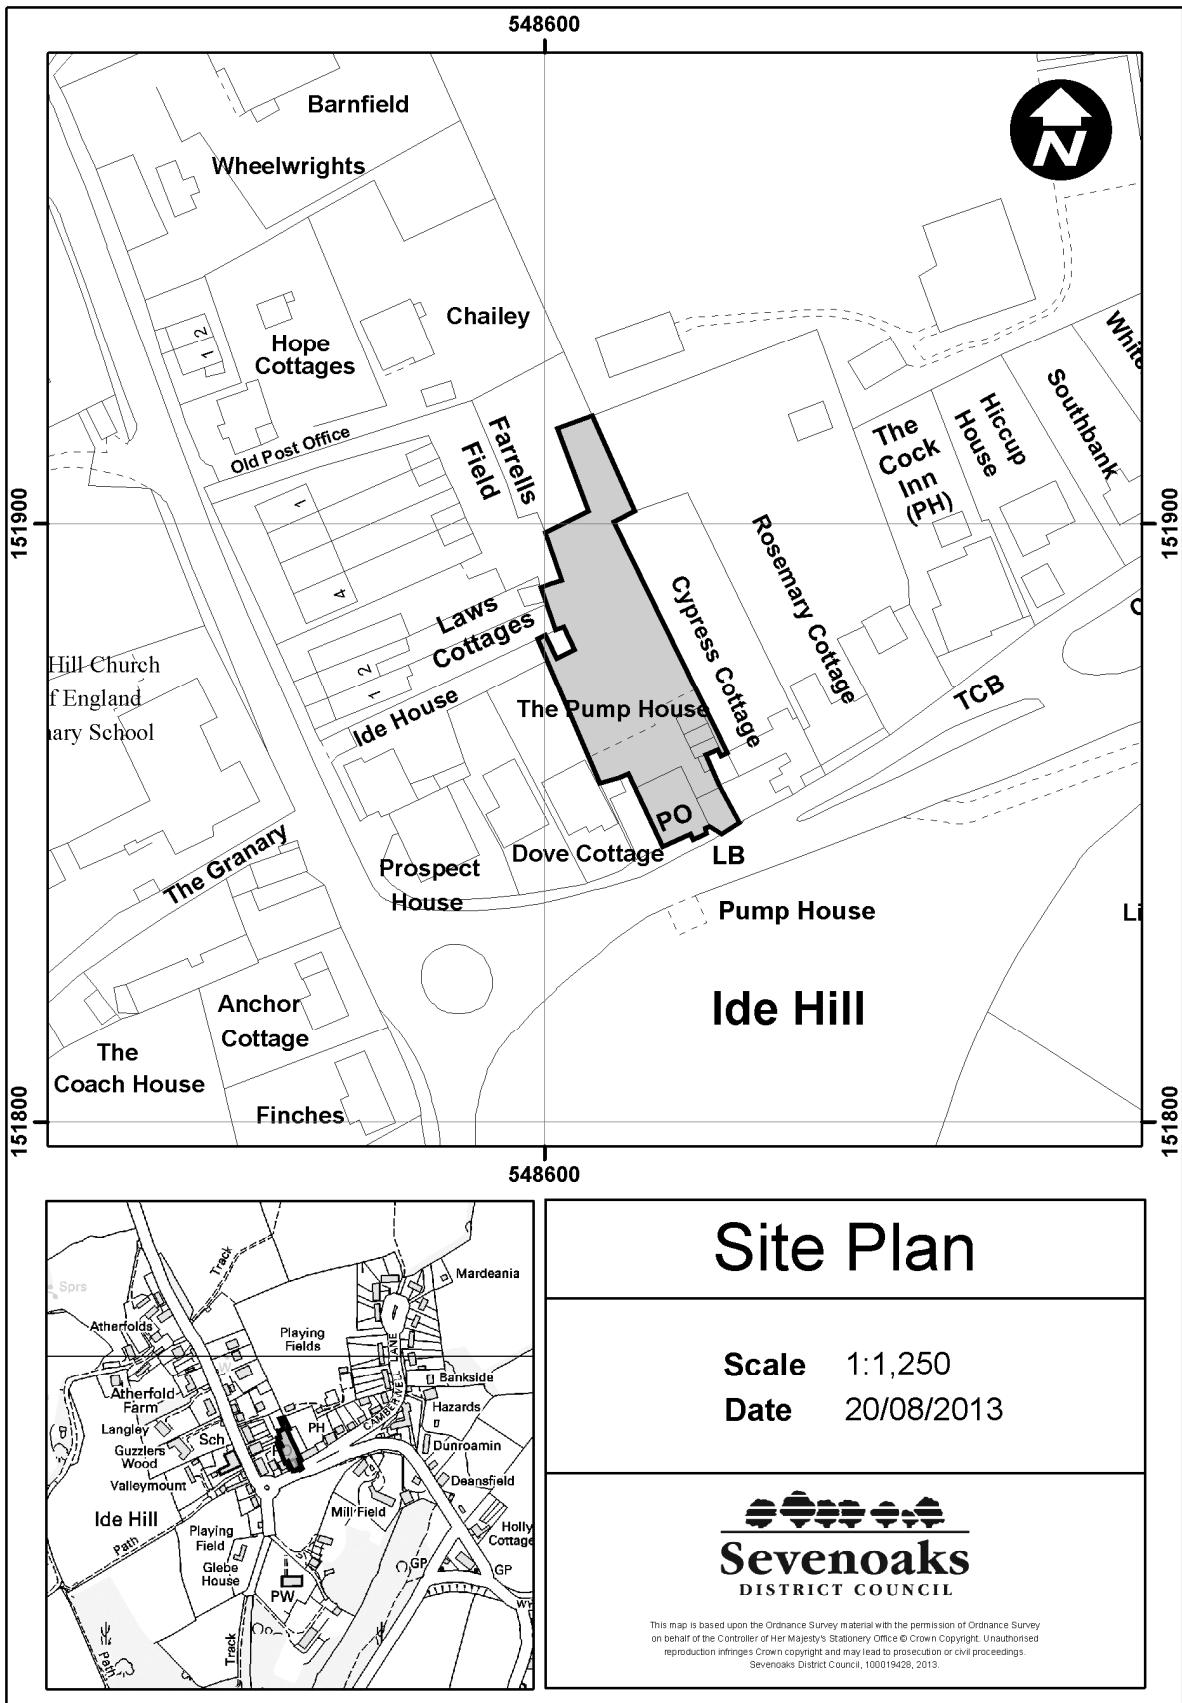 548600
Barnfield
Wheelwrights
N
Chailey
Hope
Cottages
1 2
Old Post Office
Farrells
Field
The
Cock
Inn
(PH)
Hiccup
House
Southbank
White
151900
151900
1
4
Laws
Cottages
2
1
Ide House
Cypress Cottage
Rosemary Cottage
TCB
Hill Church
f England
ary School
The Pump House
PO
LB
Dove Cottage
Prospect
House
The Granary
Pump House
Li
Ide Hill
Anchor
Cottage
The
Coach House
Finches
151800
151800
548600
Sprs
Track
Mardeania
Atherfolds
Playing
Fields
CAMBERWELL LANE
Bankside
Atherfold
Farm
Hazards
Langley
Sch
PH
Guzzlers
Wood
Dunroamin
Valleymount
Deansfield
Ide Hill
Mill Field
Path
Playing
Field
Holly
Cottage
Glebe
House
GP
GP
PW
Track
Path
Site Plan
Scale 1:1,250
Date 20/08/2013
Sevenoaks
DISTRICT COUNCIL
This map is based upon the Ordnance Survey material with the permission of Ordnance Survey
on behalf of the Controller of Her Majesty's Stationery Office © Crown Copyright. Unauthorised
reproduction infringes Crown copyright and may lead to prosecution or civil proceedings.
Sevenoaks District Council, 100019428, 2013.